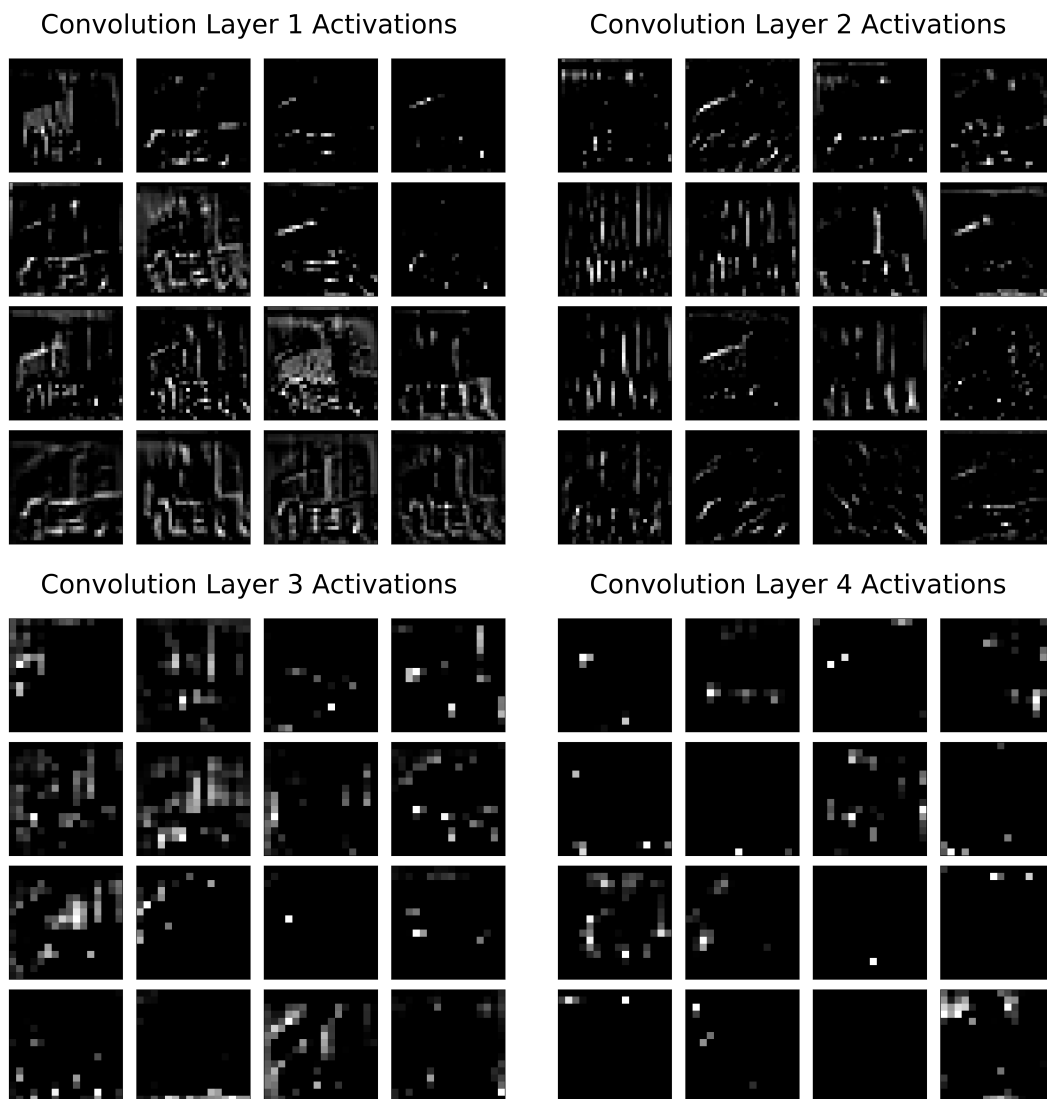 Convolution Layer 1 Activations
Convolution Layer 2 Activations
Convolution Layer 3 Activations
Convolution Layer 4 Activations